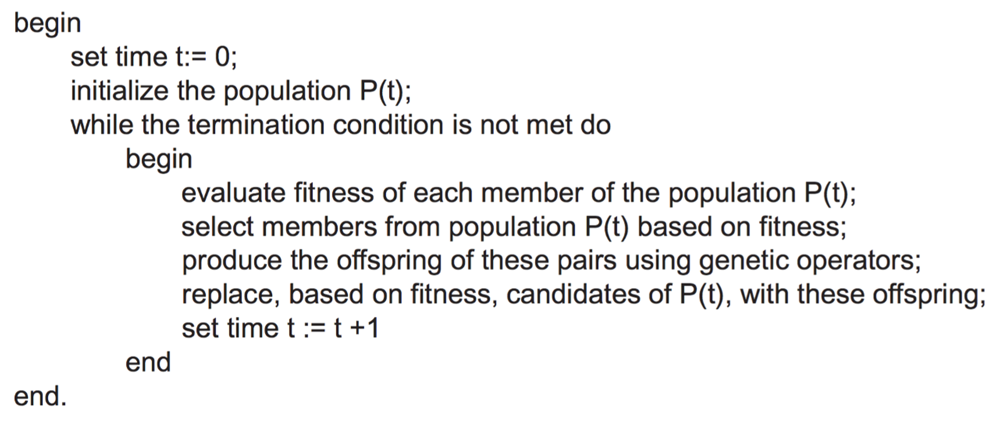 begin
set time t:= 0;
initialize the population P(t);
while the termination condition is not met do
begin
evaluate fitness of each member of the population P(t);
select members from population P(t) based on fitness;
produce the offspring of these pairs using genetic operators;
replace, based on fitness, candidates of P(t), with these offspring;
set time t := t +1
end
end.